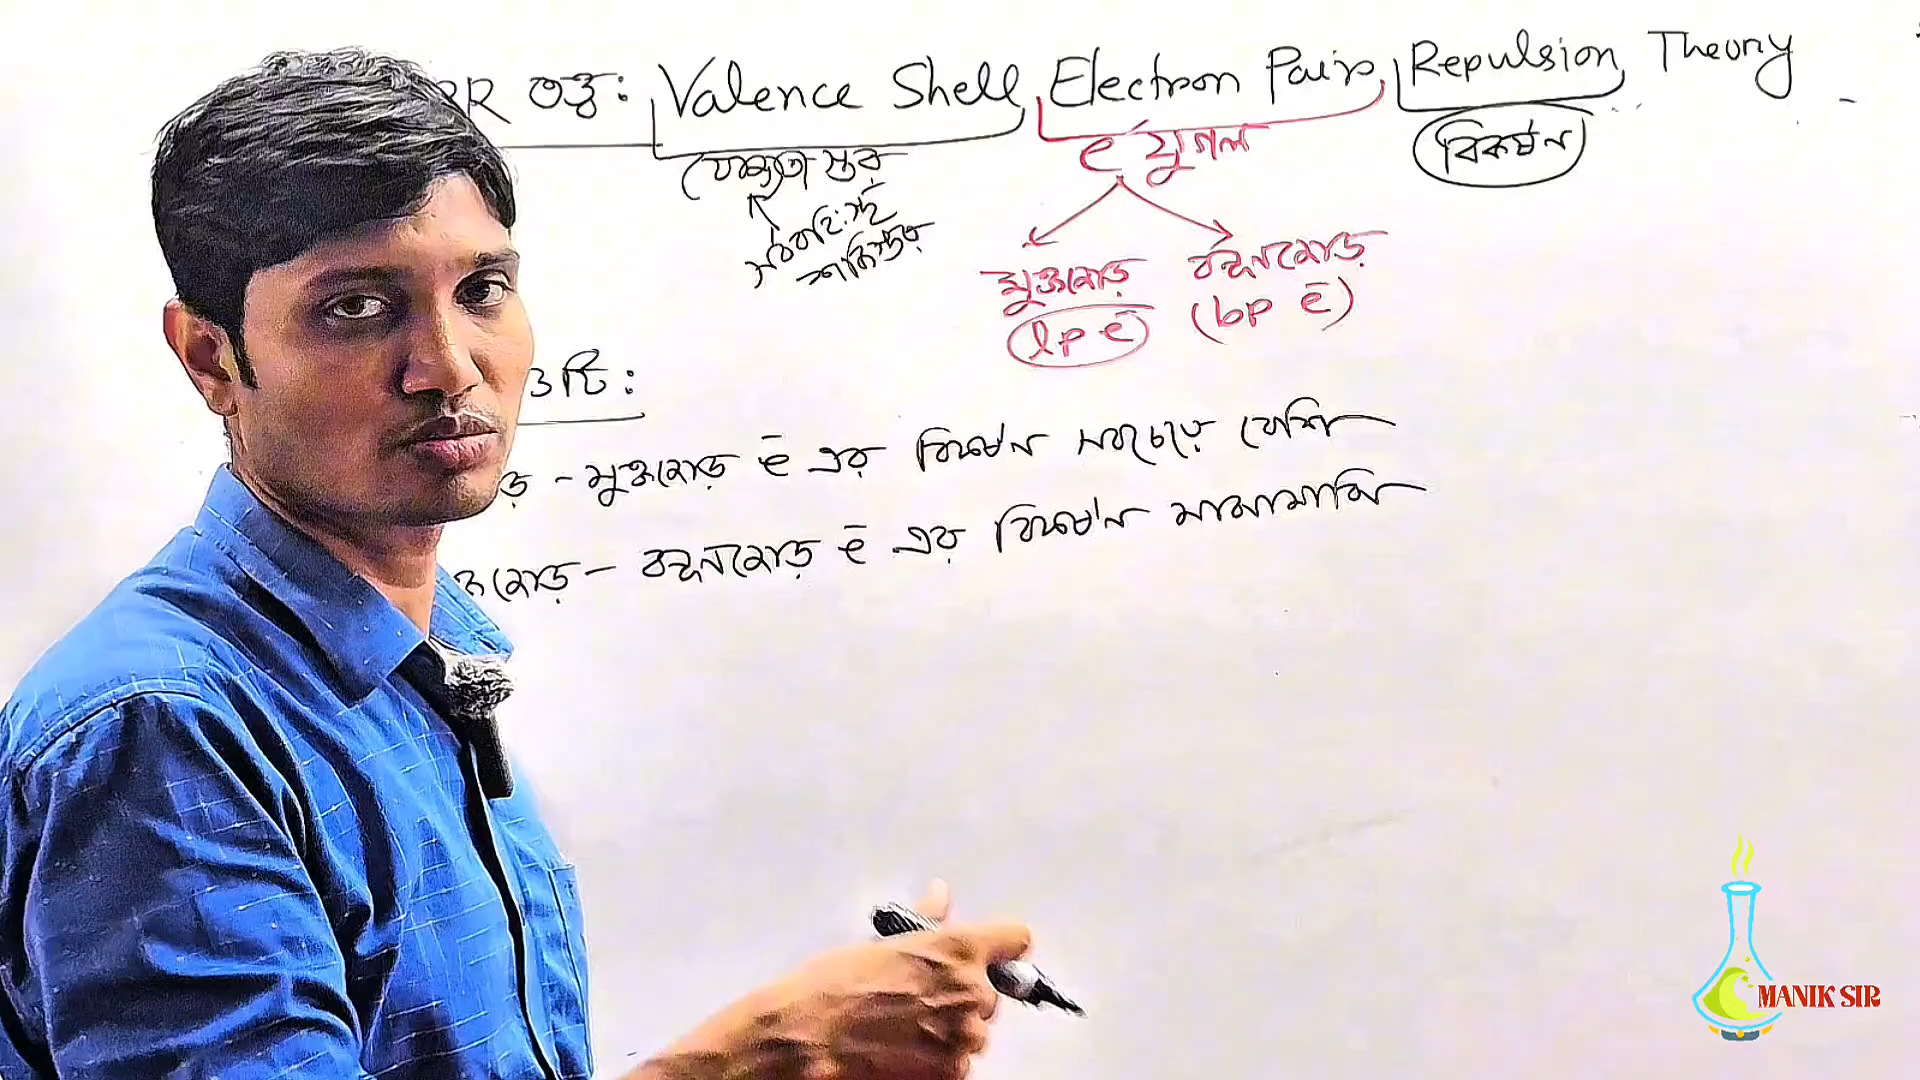 R তত্ত্ব: Valence Shell Electron Pair Repulsion Theory
যোজ্যতা স্তর
e⁻ যুগল
বিকর্ষণ
সর্ববহিঃস্থ
শক্তিস্তর
মুক্তজোড় বন্ধনজোড়
lp e⁻ (bp ē)
৩টি:
ড় - মুক্তজোড় ē এর বিকর্ষণ সবচেয়ে বেশি
জোড় - বন্ধনজোড় ē এর বিকর্ষণ মাঝামাঝি
MANIK SIR